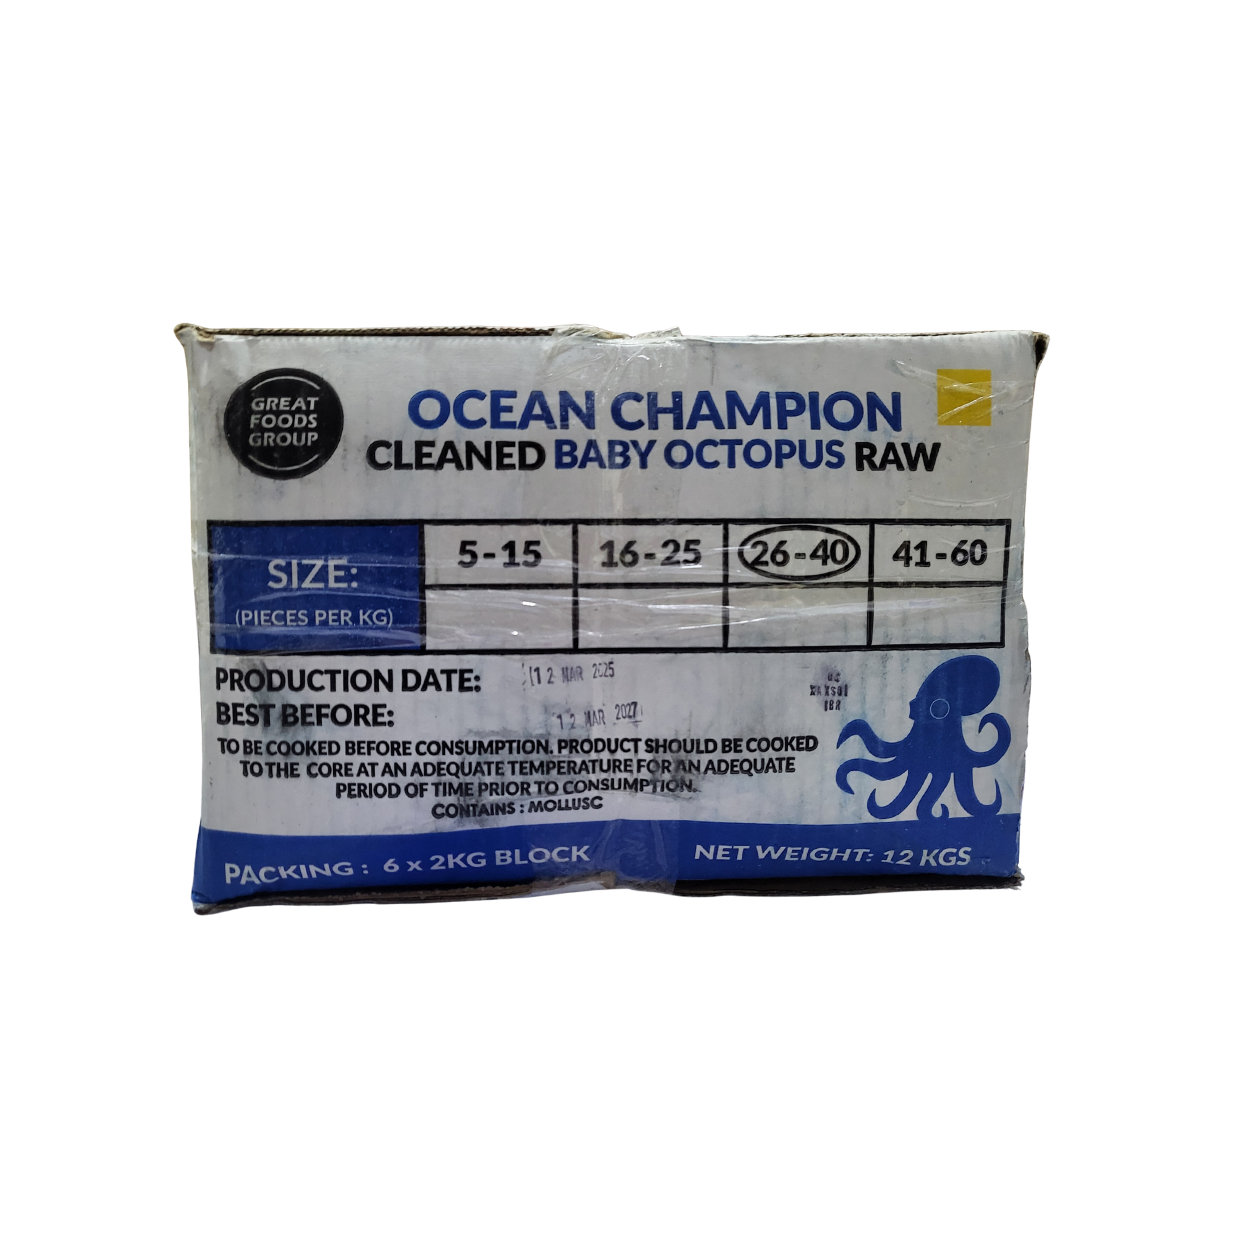 GREAT
FOODS
GROUP
OCEAN CHAMPION
CLEANED BABY OCTOPUS RAW
SIZE:
(PIECES PER KG)
5-15
16-25
26-40
41-60
PRODUCTION DATE: 12 MAR 2025
BEST BEFORE: 12 MAR 2027
TO BE COOKED BEFORE CONSUMPTION. PRODUCT SHOULD BE COOKED
TO THE CORE AT AN ADEQUATE TEMPERATURE FOR AN ADEQUATE
PERIOD OF TIME PRIOR TO CONSUMPTION.
CONTAINS : MOLLUSC
PACKING : 6 x 2KG BLOCK
NET WEIGHT: 12 KGS